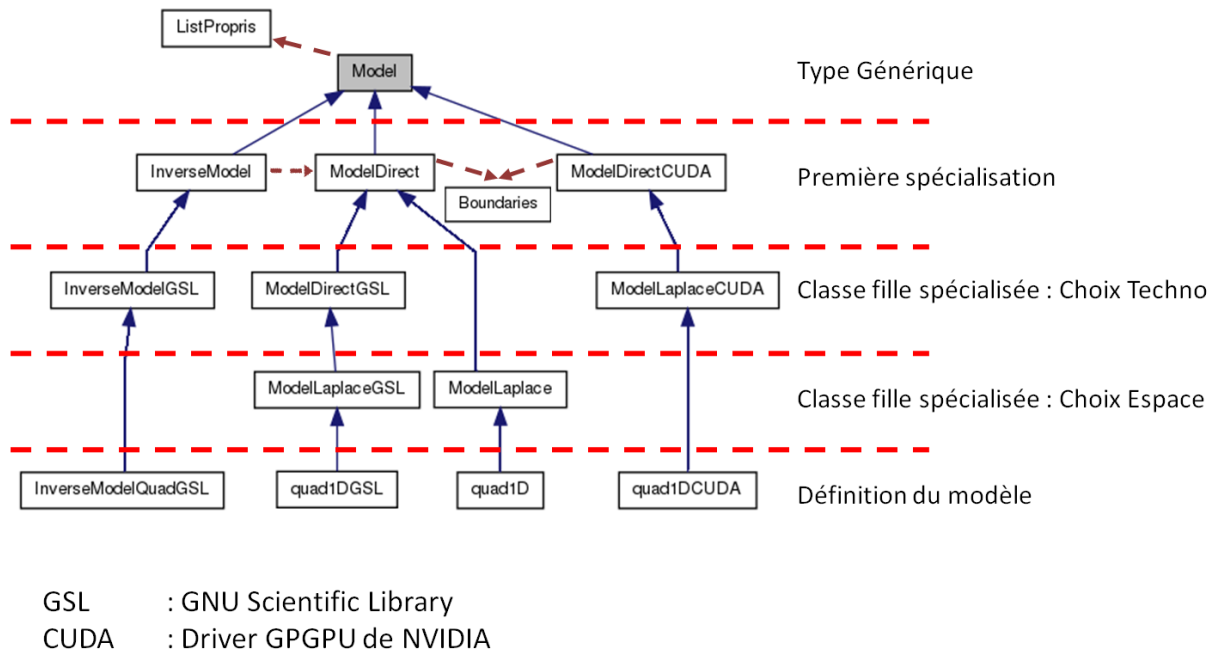 ListPropris
Model
Type Générique
InverseModel
ModelDirect
ModelDirectCUDA
Première spécialisation
Boundaries
InverseModelGSL
ModelDirectGSL
ModelLaplaceCUDA
Classe fille spécialisée : Choix Techno
ModelLaplaceGSL
ModelLaplace
Classe fille spécialisée : Choix Espace
InverseModelQuadGSL
quad1DGSL
quad1D
quad1DCUDA
Définition du modèle
GSL : GNU Scientific Library
CUDA : Driver GPGPU de NVIDIA